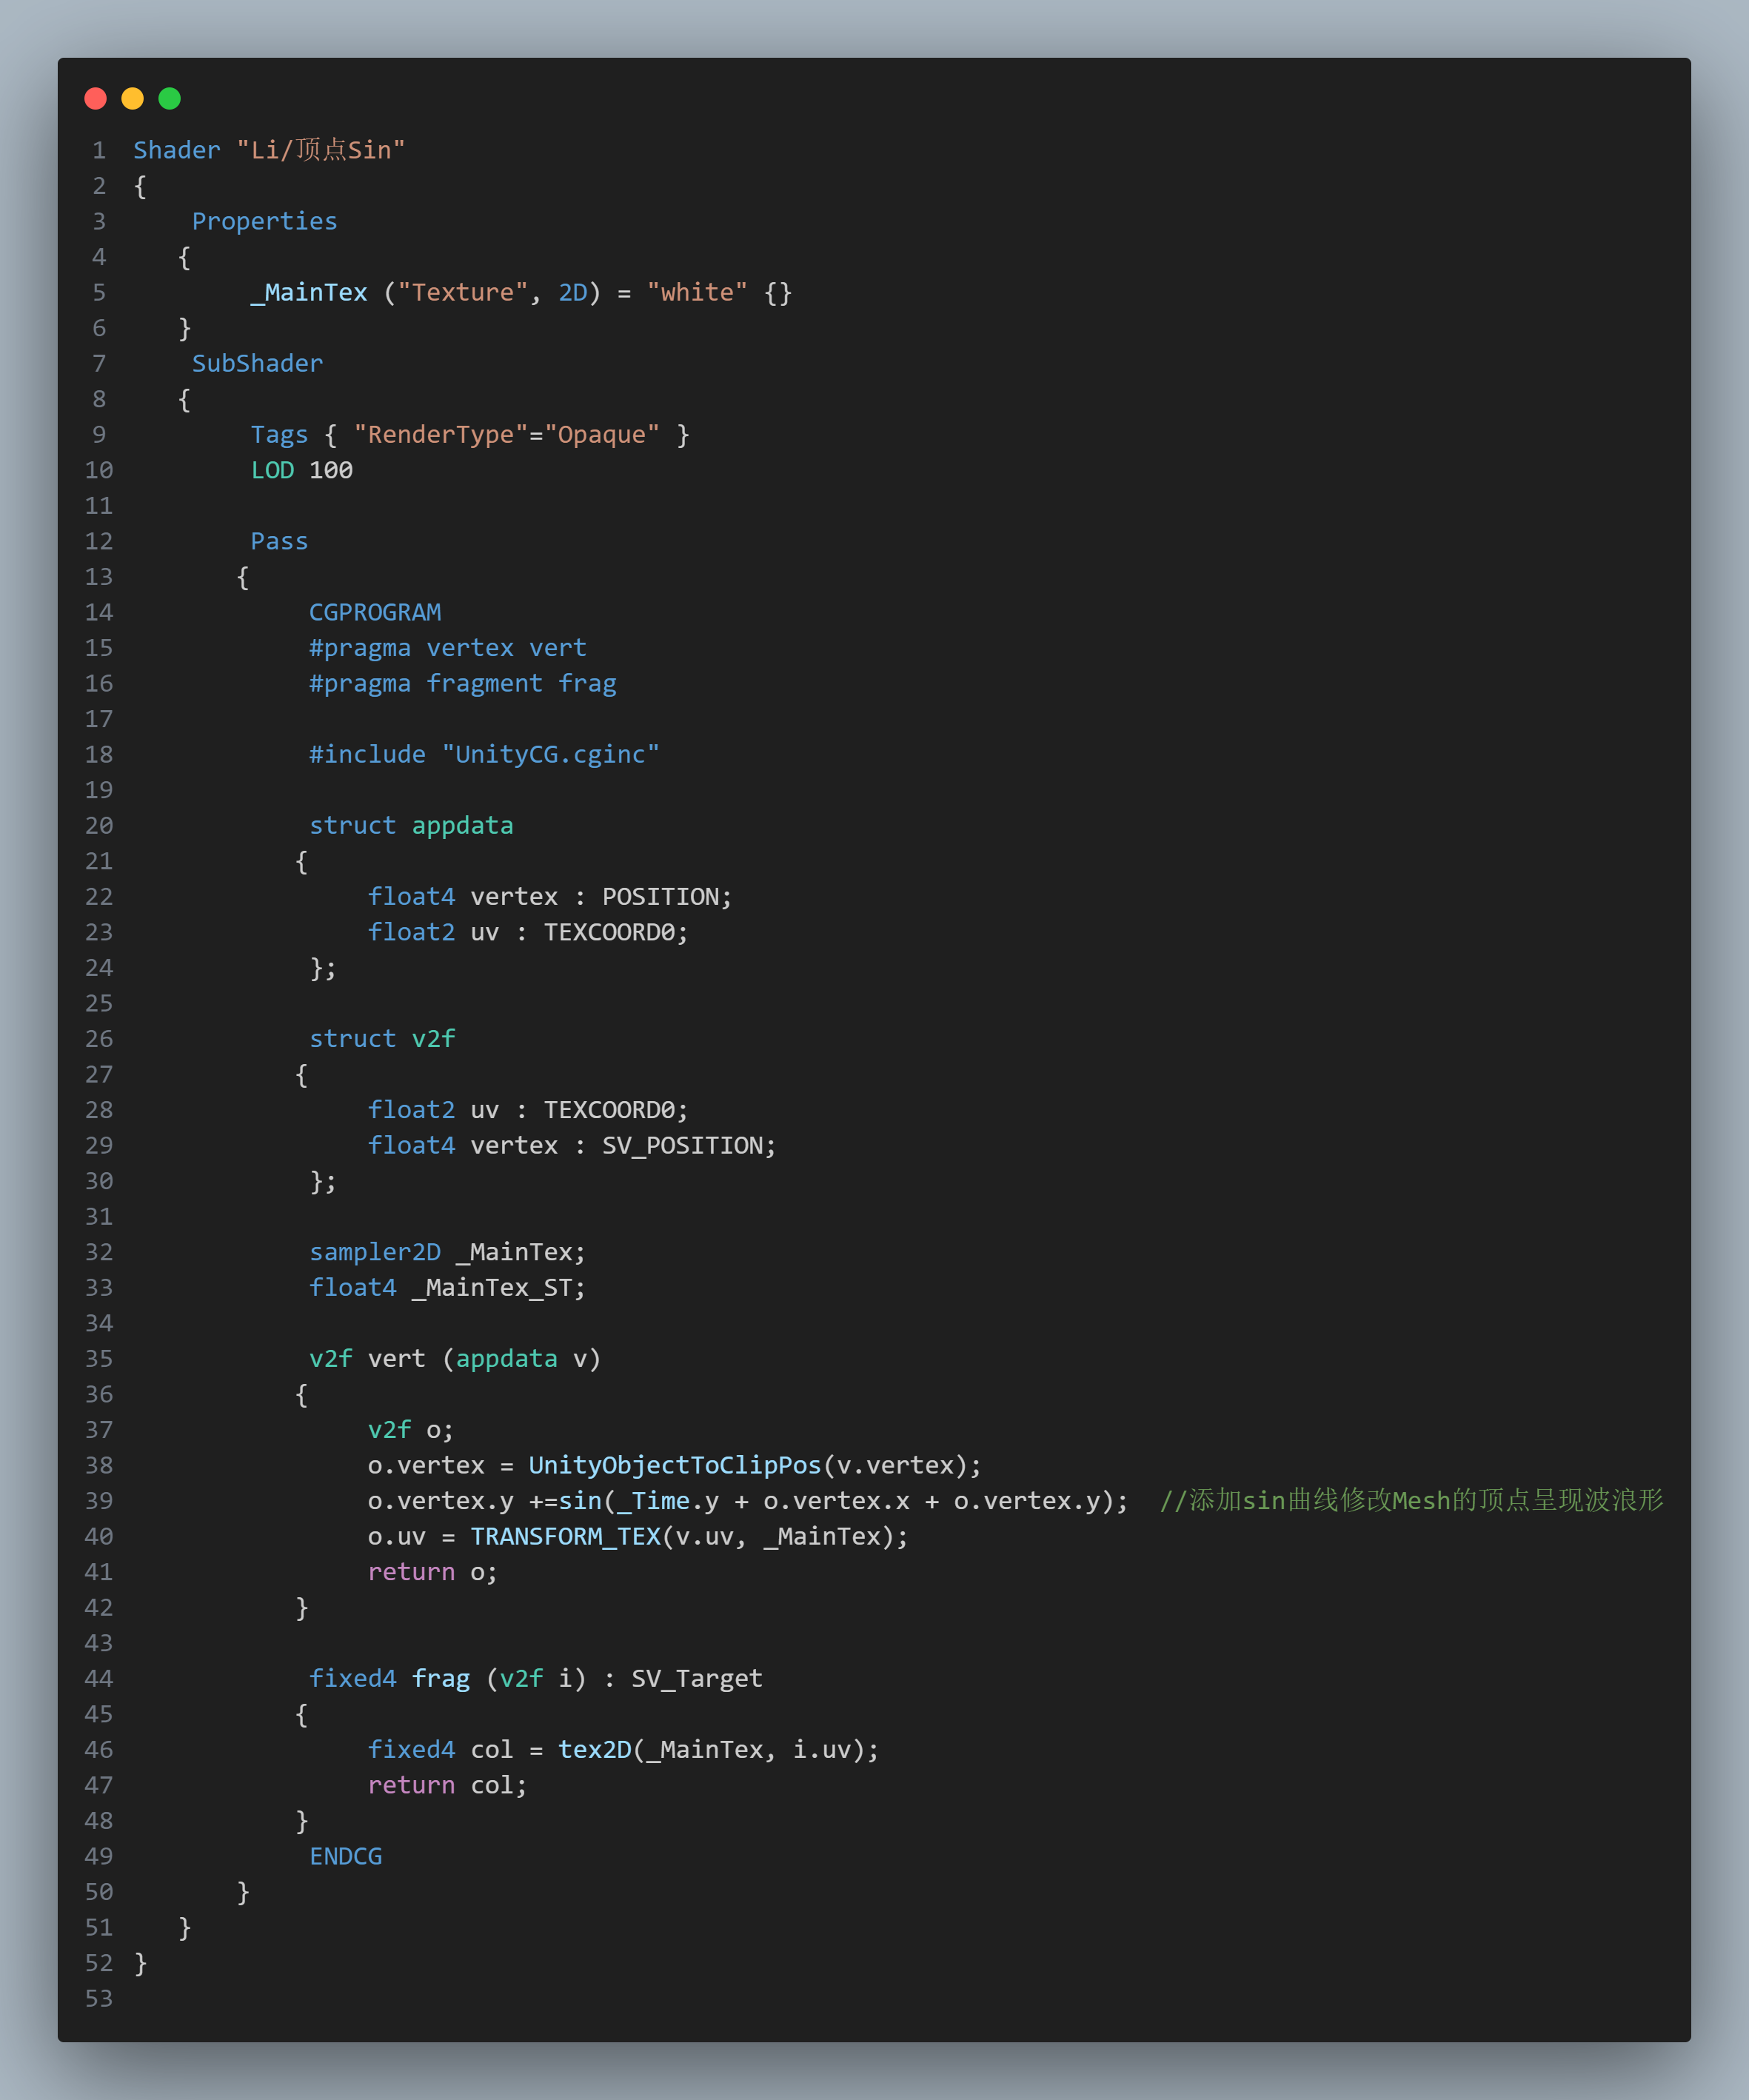 1 Shader "Li/顶点Sin"
2 {
3     Properties
4    {
5         _MainTex ("Texture", 2D) = "white" {}
6    }
7     SubShader
8    {
9         Tags { "RenderType"="Opaque" }
10         LOD 100
11
12         Pass
13        {
14             CGPROGRAM
15             #pragma vertex vert
16             #pragma fragment frag
17
18             #include "UnityCG.cginc"
19
20             struct appdata
21            {
22                 float4 vertex : POSITION;
23                 float2 uv : TEXCOORD0;
24             };
25
26             struct v2f
27            {
28                 float2 uv : TEXCOORD0;
29                 float4 vertex : SV_POSITION;
30             };
31
32             sampler2D _MainTex;
33             float4 _MainTex_ST;
34
35             v2f vert (appdata v)
36            {
37                 v2f o;
38                 o.vertex = UnityObjectToClipPos(v.vertex);
39                 o.vertex.y +=sin(_Time.y + o.vertex.x + o.vertex.y);  //添加sin曲线修改Mesh的顶点呈现波浪形
40                 o.uv = TRANSFORM_TEX(v.uv, _MainTex);
41                 return o;
42            }
43
44             fixed4 frag (v2f i) : SV_Target
45            {
46                 fixed4 col = tex2D(_MainTex, i.uv);
47                 return col;
48            }
49             ENDCG
50        }
51    }
52 }
53